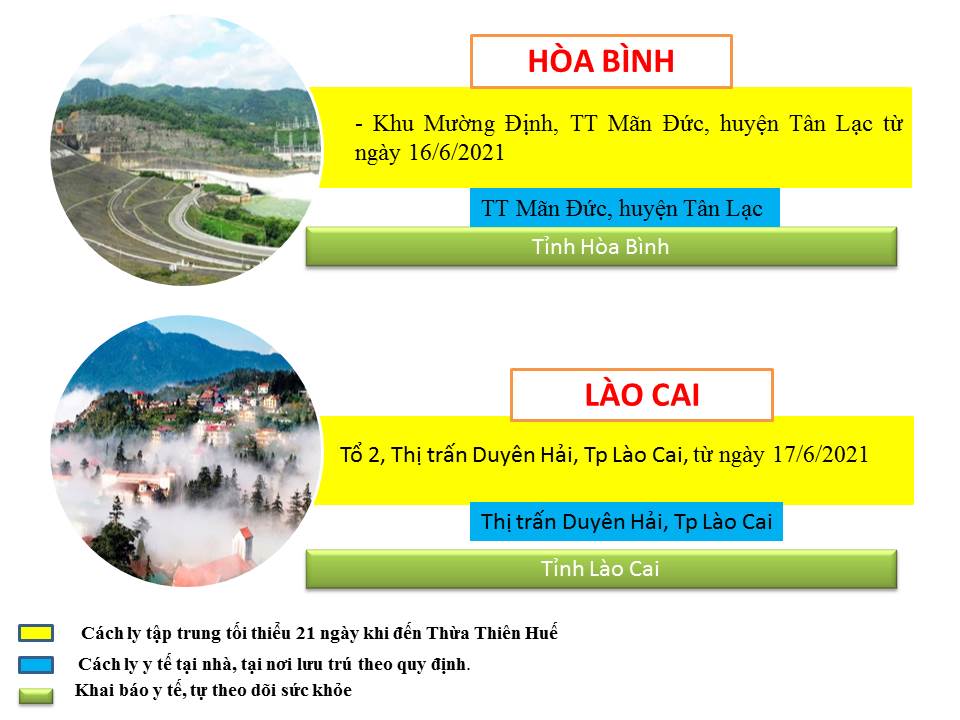 HÒA BÌNH
- Khu Mường Định, TT Mãn Đức, huyện Tân Lạc từ
ngày 16/6/2021
TT Mãn Đức, huyện Tân Lạc
Tỉnh Hòa Bình
LÀO CAI
Tổ 2, Thị trấn Duyên Hải, Tp Lào Cai, từ ngày 17/6/2021
Thị trấn Duyên Hải, Tp Lào Cai
Tỉnh Lào Cai
Cách ly tập trung tối thiểu 21 ngày khi đến Thừa Thiên Huế
Cách ly y tế tại nhà, tại nơi lưu trú theo quy định.
Khai báo y tế, tự theo dõi sức khỏe